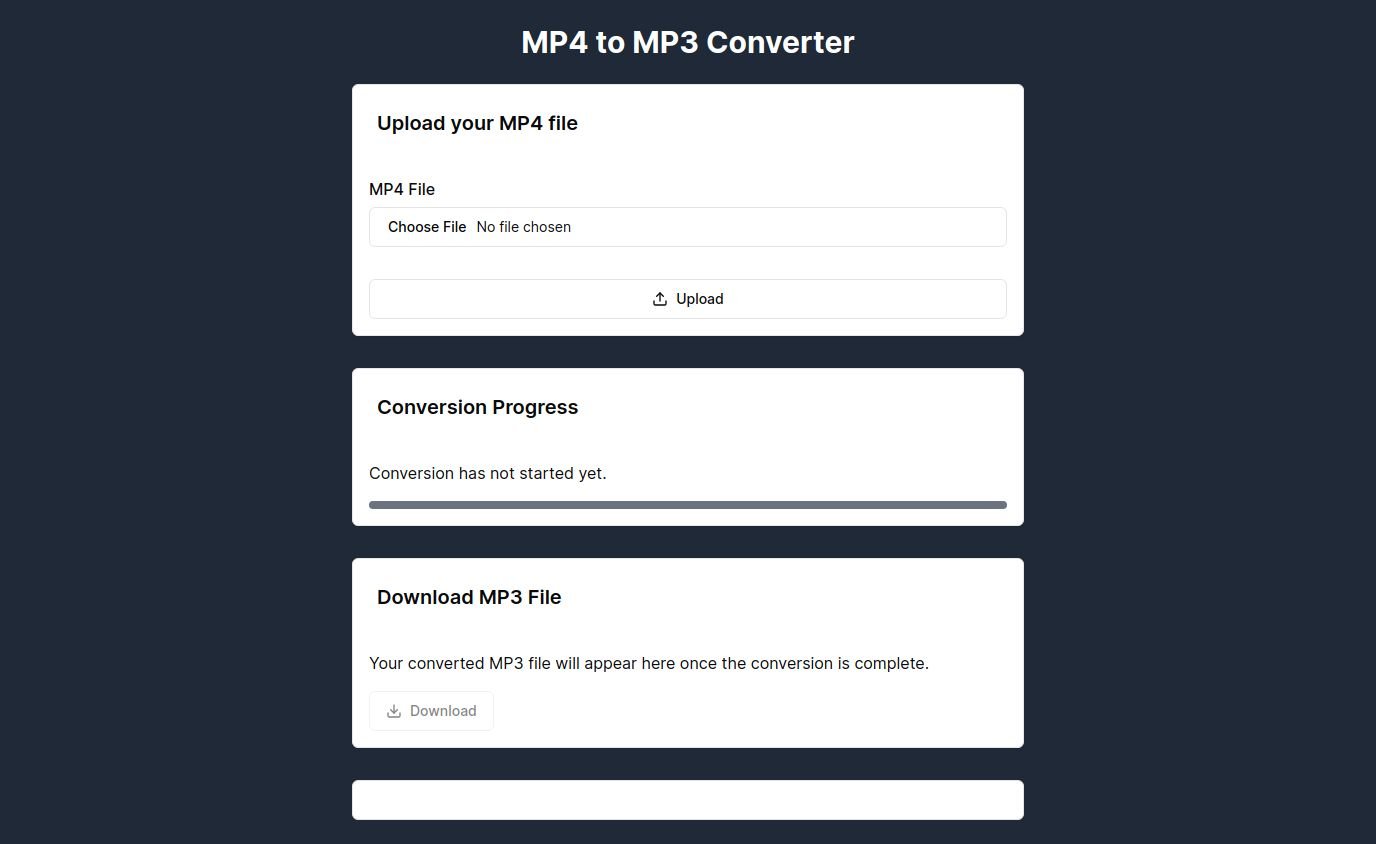 MP4 to MP3 Converter
Upload your MP4 file
MP4 File
Choose File No file chosen
Upload
Conversion Progress
Conversion has not started yet.
Download MP3 File
Your converted MP3 file will appear here once the conversion is complete.
Download